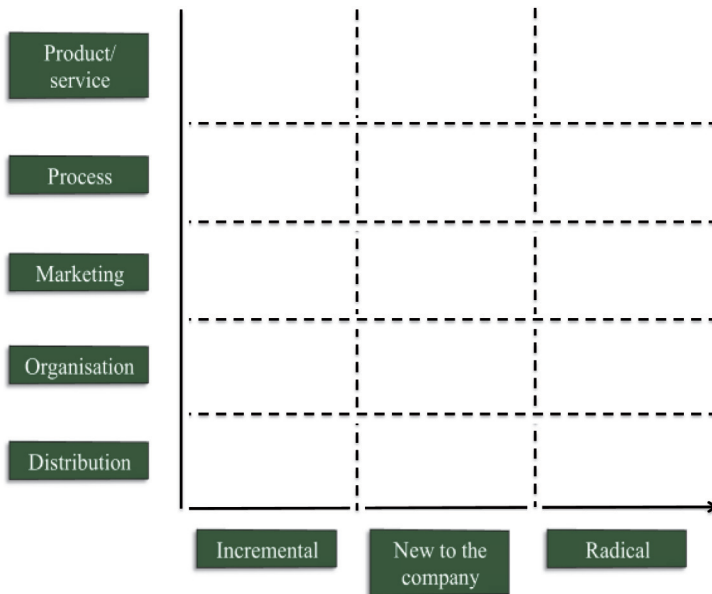 Product/
service
Process
Marketing
Organisation
Distribution
Incremental
New to the
company
Radical